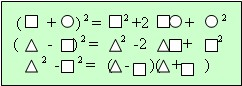 (□ + ○)² = □² + 2 □○ + ○²
(△ - □)² = △² - 2 △□ + □²
△² - □² = (△ - □)(△ + □)